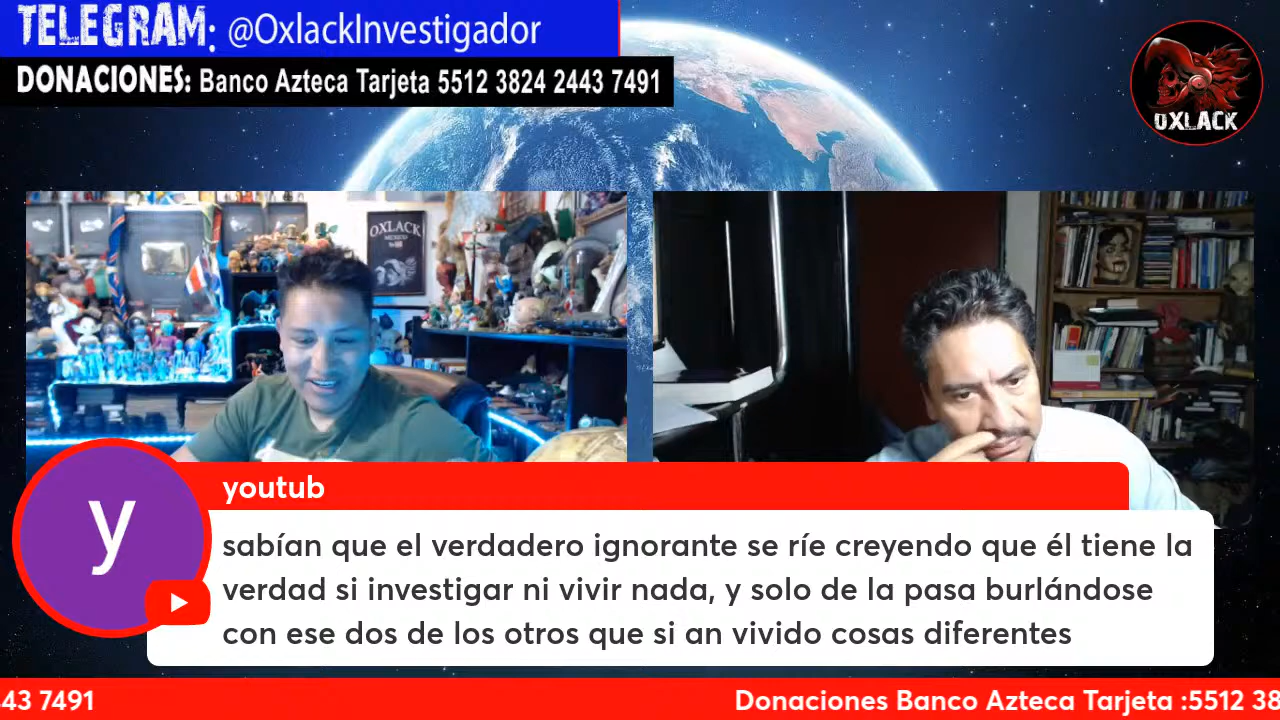 TELEGRAM: @OxlackInvestigador
DONACIONES: Banco Azteca Tarjeta 5512 3824 2443 7491
OXLACK
OXLACK
MEXICO
y
youtub
sabían que el verdadero ignorante se ríe creyendo que él tiene la
verdad si investigar ni vivir nada, y solo de la pasa burlándose
con ese dos de los otros que si an vivido cosas diferentes
443 7491
Donaciones Banco Azteca Tarjeta :5512 38